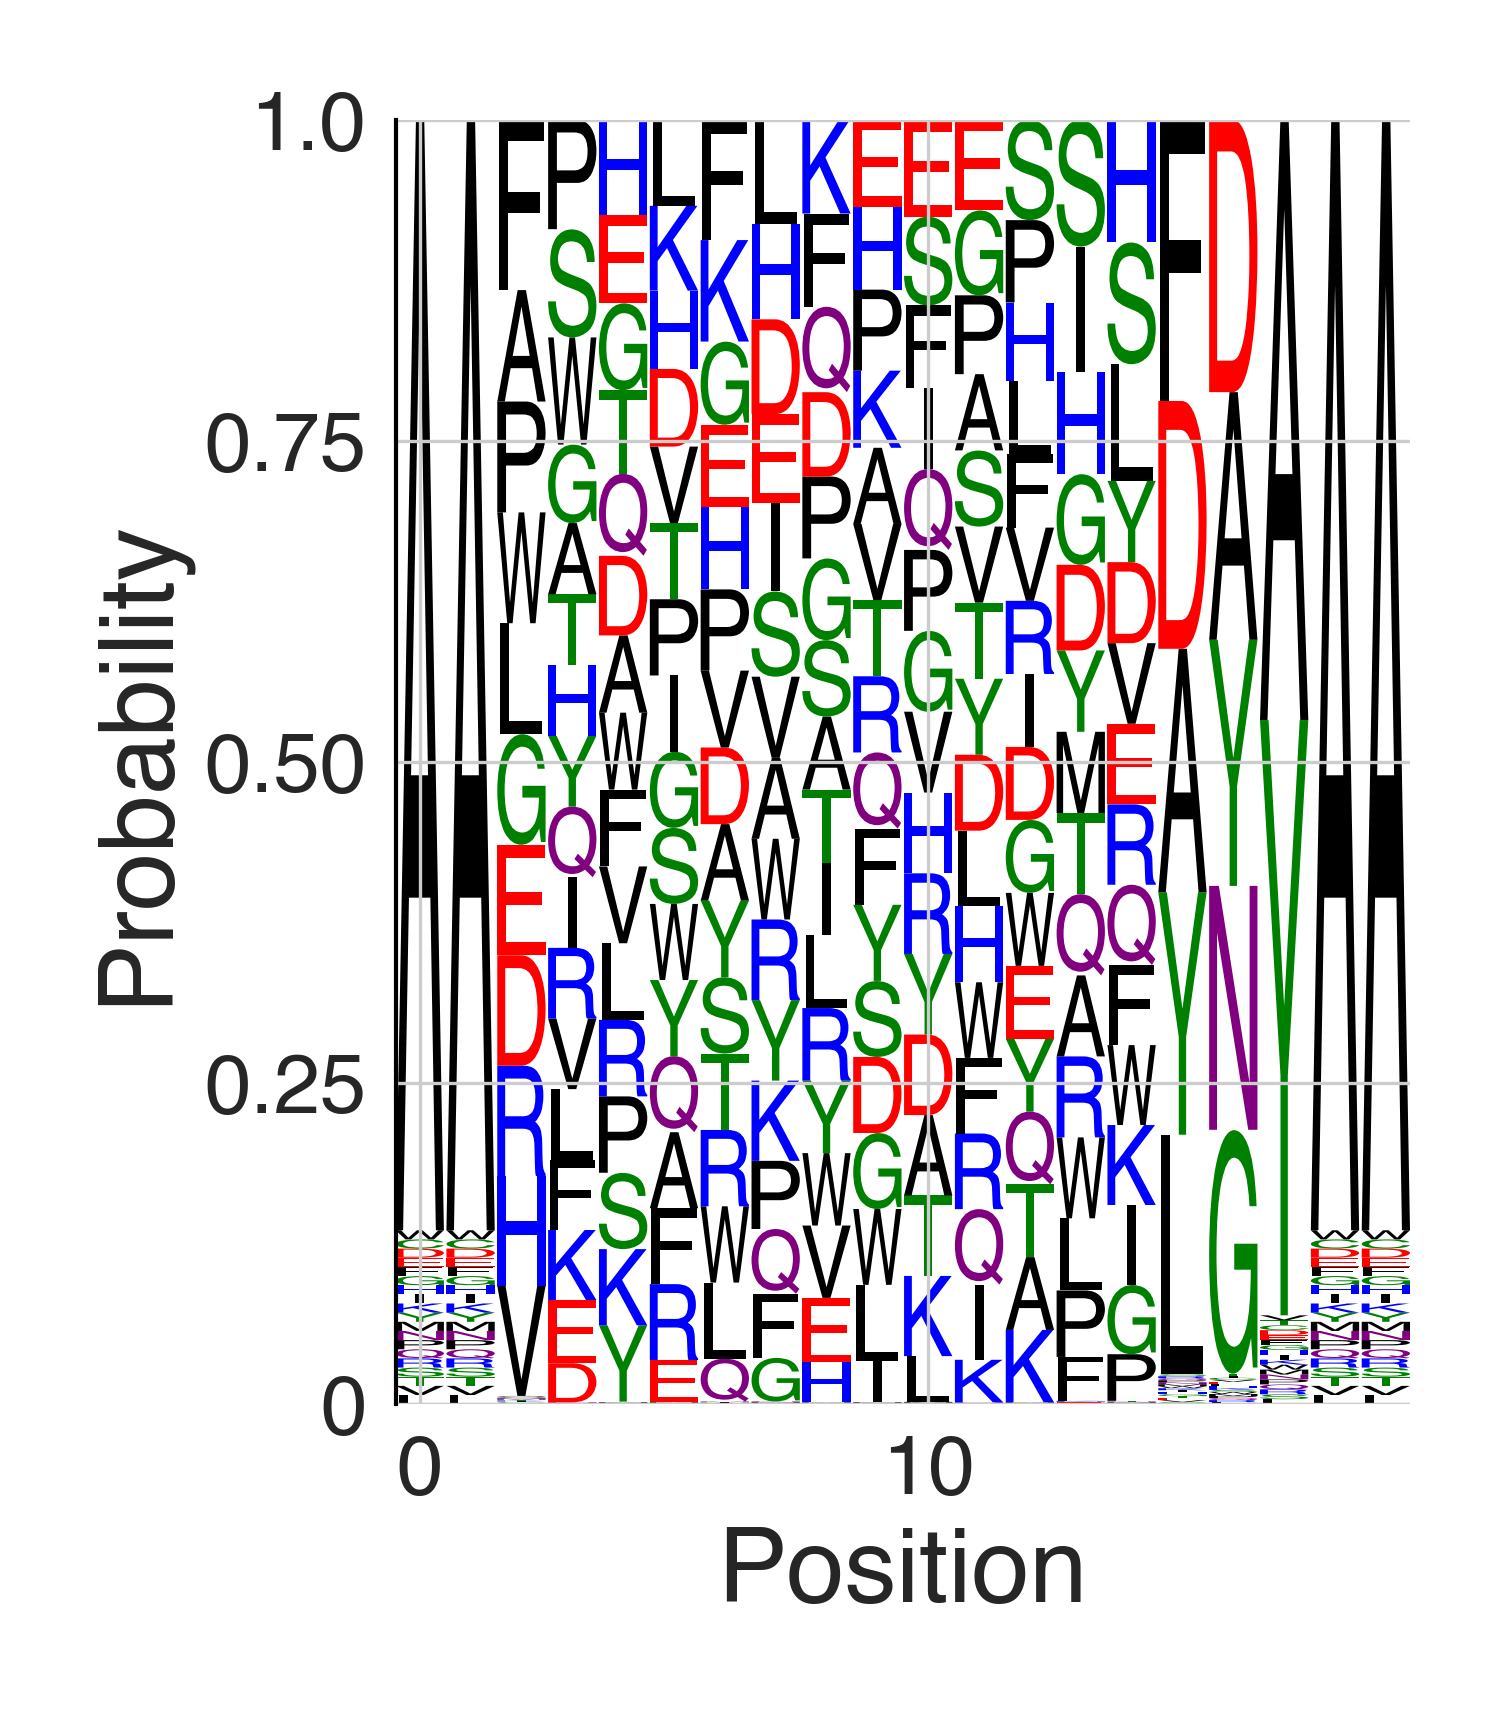 1.0
0.75
0.50
0.25
0
Probability
0
10
Position
A
A
F A P W L G E D R H V
P S W G A T H Y Q I R V L F K E D
H E G T Q D A W F V L R P S K Y
L K H D V T P I G S W Y Q A F R E
F K G E H P V D A Y S T R W L Q
L H D E I S V A W R Y K P Q F G
K F Q D P G S A T I L R Y W V E H
E H P K A V T R Q F Y S D G W L I
E S F I Q P G V H R Y D A T K L
E G P A S V T Y D L H W F R Q I K
S P H L F V R I D G W E Y Q T A K
S I H G D Y M T Q A R W L P F
H S L Y D V E R Q F W K I G P
F D A Y L
D A Y N G
A Y
A
A